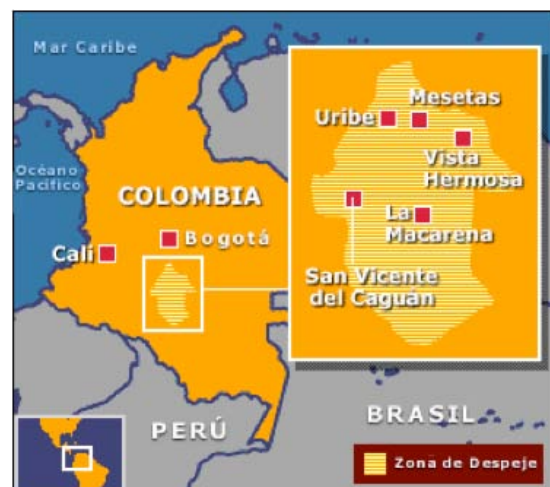 Mar Caribe
Océano
Pacífico
COLOMBIA
Cali
Bogotá
PERÚ
BRASIL
Mesetas
Uribe
Vista
Hermosa
La
Macarena
San Vicente
del Caguán
Zona de Despeje